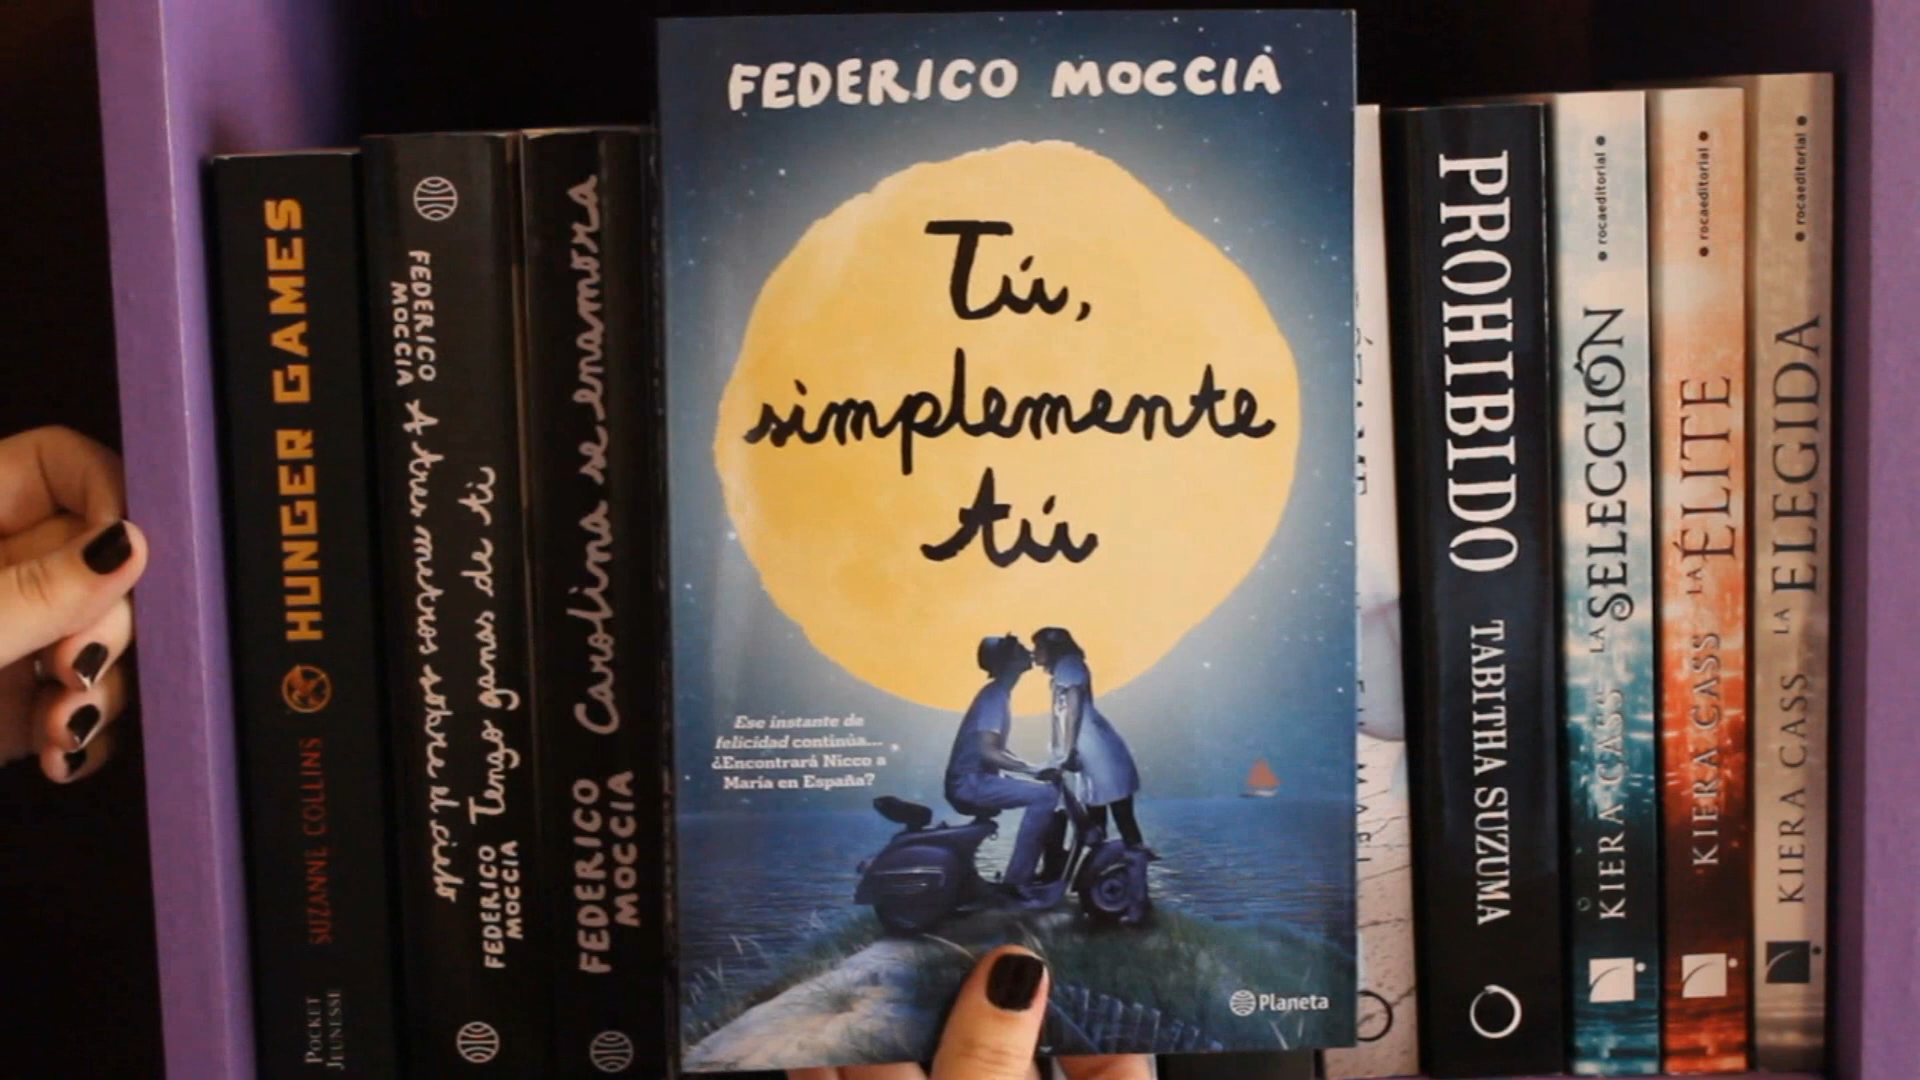 HUNGER GAMES
SUZANNE COLLINS
POCKET
JEUNESSE
FEDERICO
MOCCIA
A tres metros sobre el cielo
FEDERICO
MOCCIA
Tengo ganas de ti
Carolina se enamora
FEDERICO
MOCCIA
FEDERICO MOCCIA
Tú,
simplemente
tú
Ese instante de
felicidad continúa...
¿Encontrará Nicco a
María en España?
Planeta
PROHIBIDO
TABITHA SUZUMA
rocaeditorial
LA SELECCIÓN
KIERA CASS
rocaeditorial
LA ÉLITE
KIERA CASS
rocaeditorial
LA ELEGIDA
KIERA CASS